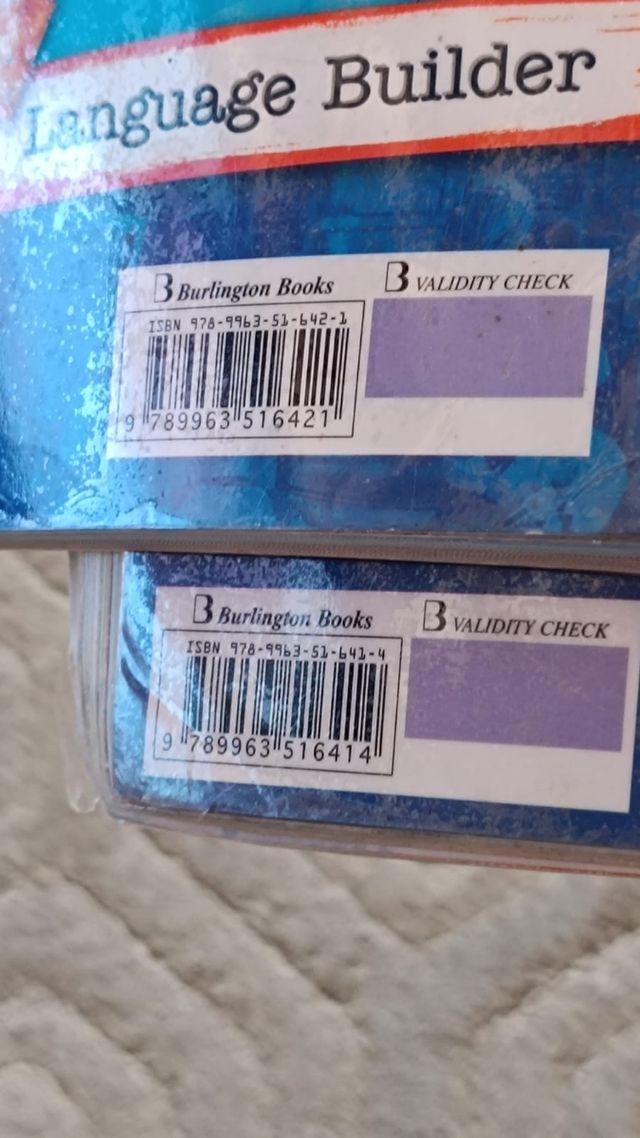 Language Builder
B Burlington Books
B VALIDITY CHECK
ISBN 978-9963-51-642-1
9 789963 516421
B Burlington Books
B VALIDITY CHECK
ISBN 978-9963-51-641-4
9 789963 516414